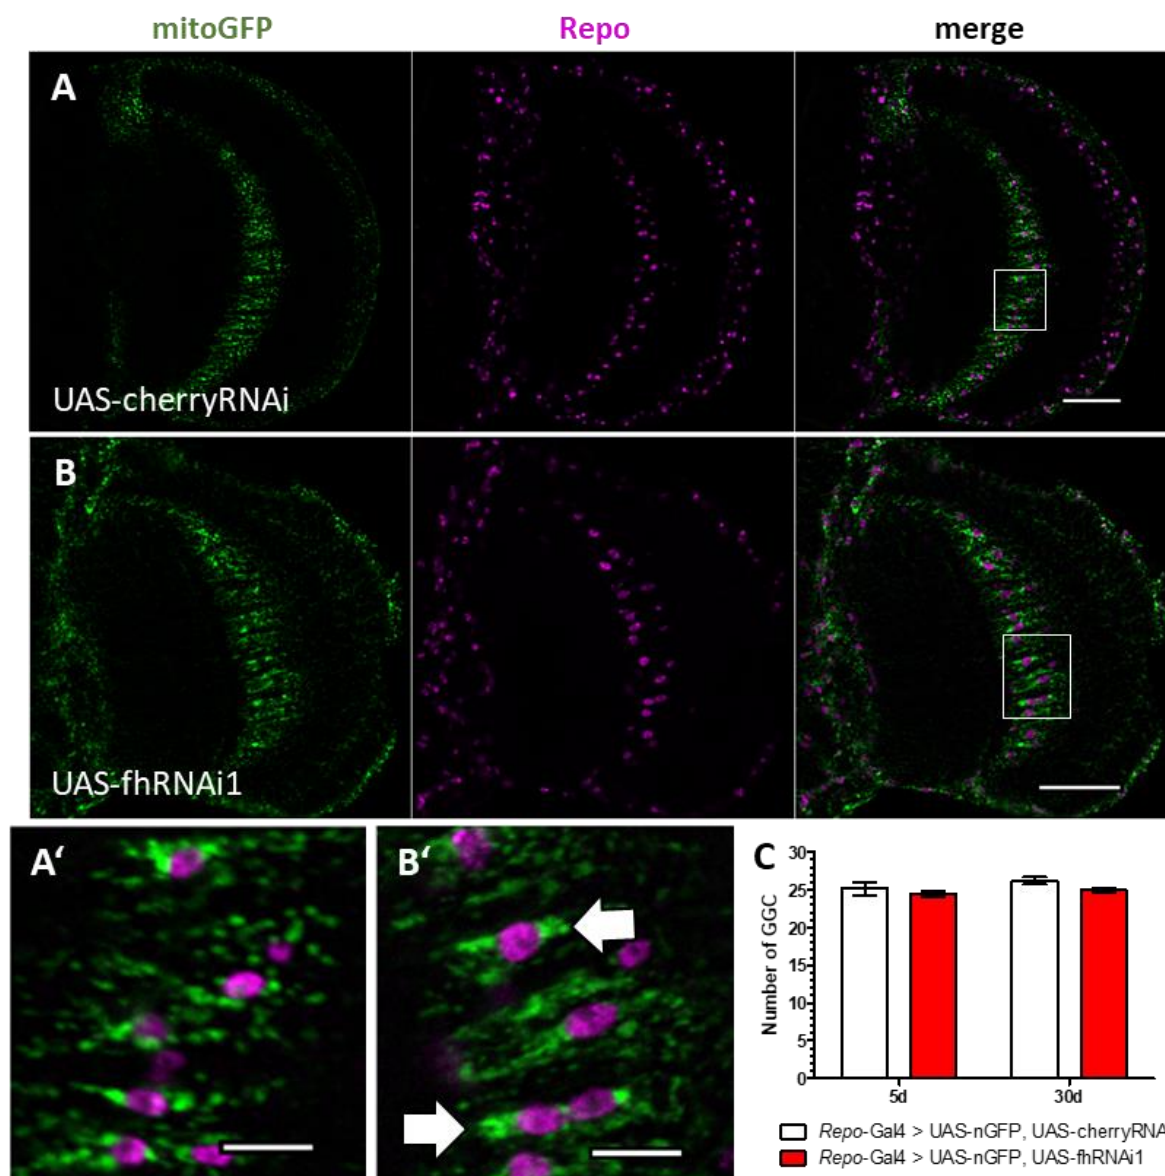 mitoGFP Repo merge
A
UAS-cherryRNAi
B
UAS-fhRNAi1
A‘
B‘
C
30
25
20
15
10
5
0
Number of GGC
5d 30d
Repo-Gal4 > UAS-nGFP, UAS-cherryRNA
Repo-Gal4 > UAS-nGFP, UAS-fhRNAi1